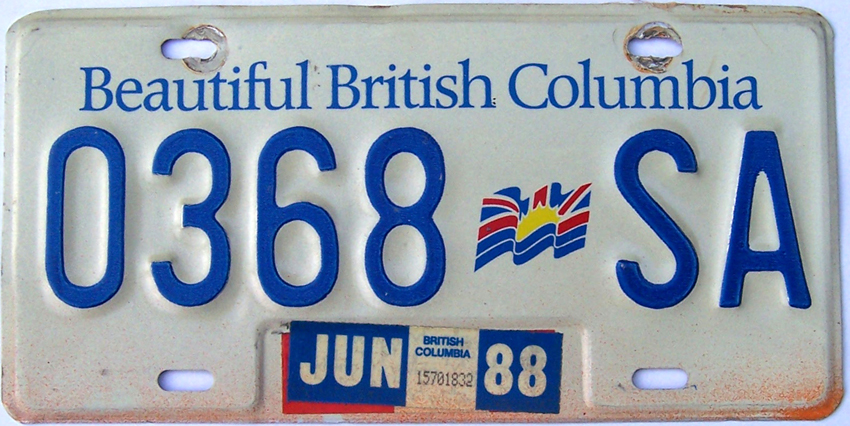 Beautiful British Columbia
0368 SA
JUN BRITISH COLUMBIA 88
15701832